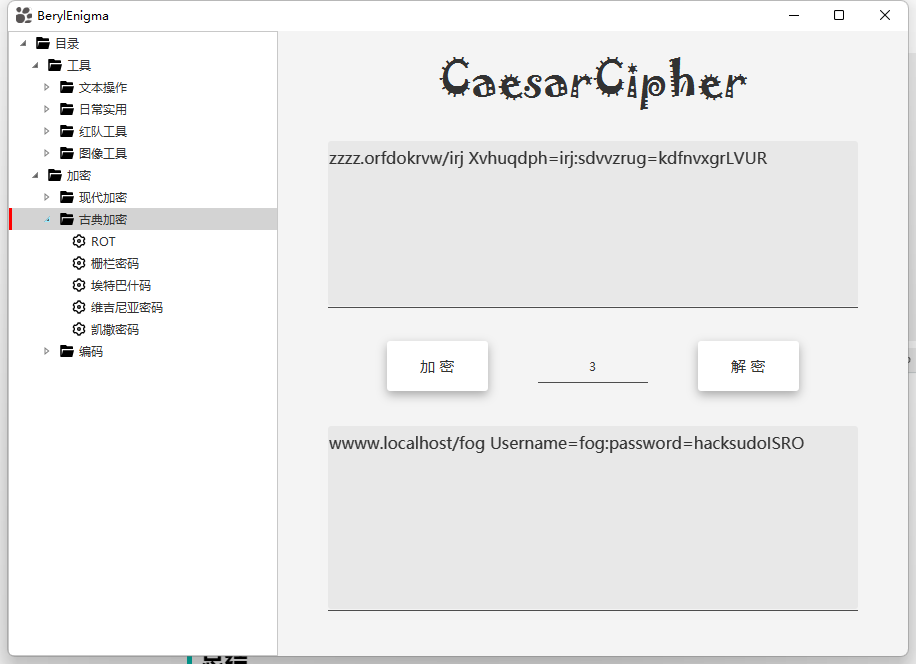 BerylEnigma
目录
工具
文本操作
日常实用
红队工具
图像工具
加密
现代加密
古典加密
ROT
栅栏密码
埃特巴什码
维吉尼亚密码
凯撒密码
编码
CaesarCipher
zzzz.orfdokrvw/irj Xvhuqdph=irj:sdvvzrug=kdfnvxgrLVUR
加 密
3
解 密
wwww.localhost/fog Username=fog:password=hacksudoISRO